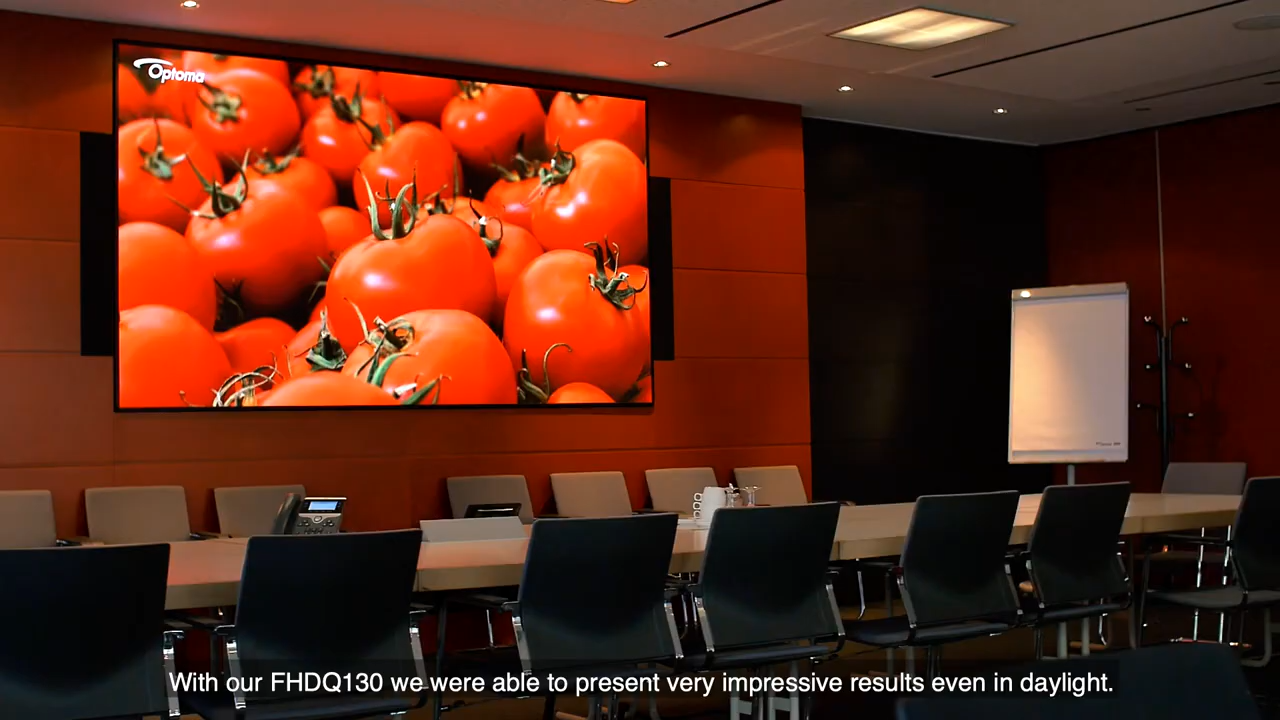 Optoma
With our FHDQ130 we were able to present very impressive results even in daylight.